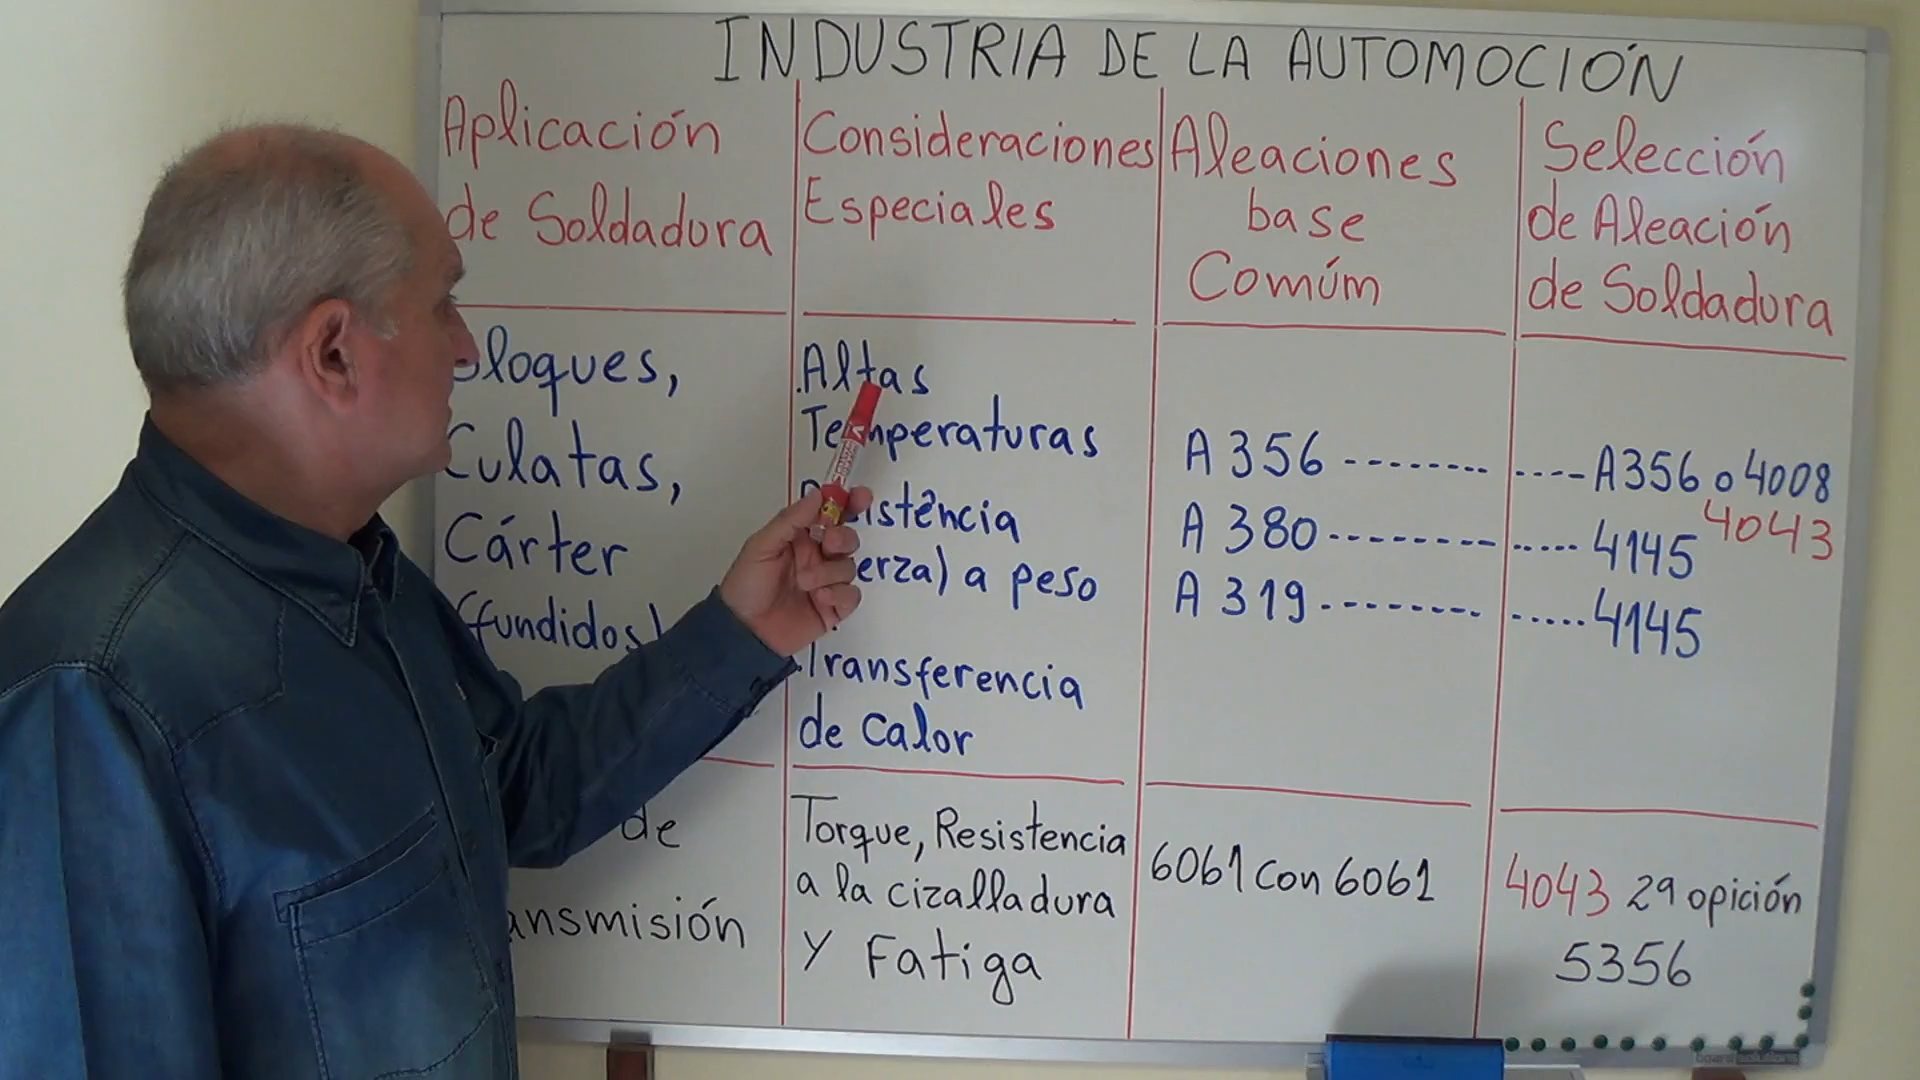 INDUSTRIA DE LA AUTOMOCIÓN
Aplicación
de Soldadura
Consideraciones
Especiales
Aleaciones
base
Comúm
Selección
de Aleación
de Soldadura
loques,
Culatas,
Cárter
(fundidos)
.Altas
Temperaturas
istência
erza) a peso
.Transferencia
de Calor
A 356 --------
A 380 ---------
A 319 --------
----A356 o 4008
4043
..... 4145
.....4145
de
ansmisión
Torque, Resistencia
a la cizalladura
y Fatiga
6061 con 6061
4043 2ª opición
5356